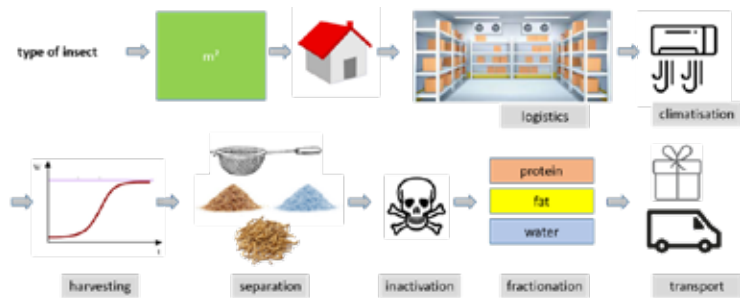 type of insect
m²
logistics
climatisation
harvesting
separation
inactivation
protein
fat
water
fractionation
transport